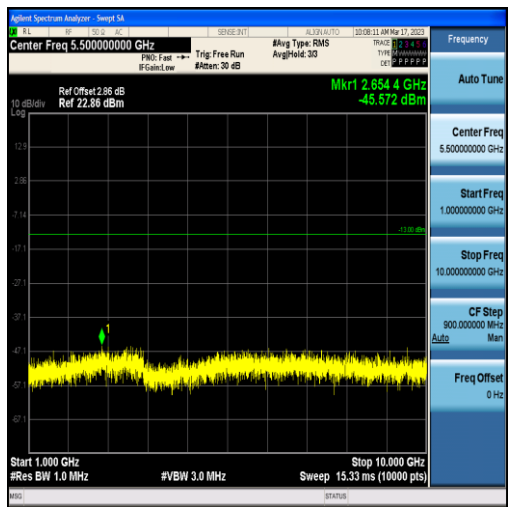 Agilent Spectrum Analyzer - Swept SA
RL RF 50 Ω AC SENSE:INT ALIGN AUTO 10:08:11 AM Mar 17, 2023
Center Freq 5.500000000 GHz
PNO: Fast
IFGain:Low
Trig: Free Run
#Atten: 30 dB
#Avg Type: RMS
Avg|Hold: 3/3
TRACE 1 2 3 4 5 6
TYPE
DET P P P P P P
Mkr1 2.654 4 GHz
-45.572 dBm
Ref Offset 2.86 dB
10 dB/div Ref 22.86 dBm
Log
12.9
2.86
-7.14
-13.00 dBm
-17.1
-27.1
-37.1
1
-47.1
-57.1
-67.1
Start 1.000 GHz Stop 10.000 GHz
#Res BW 1.0 MHz #VBW 3.0 MHz Sweep 15.33 ms (10000 pts)
MSG STATUS
Frequency
Auto Tune
Center Freq
5.500000000 GHz
Start Freq
1.000000000 GHz
Stop Freq
10.000000000 GHz
CF Step
900.000000 MHz
Auto Man
Freq Offset
0 Hz